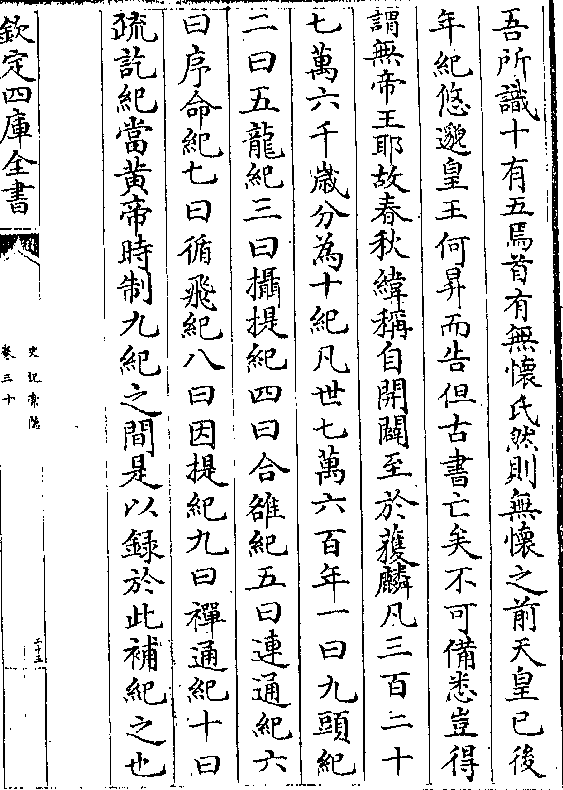 吾所識十有五焉首有無懷氏然則無懷之前天皇已後
年紀悠邈皇王何昇而告但古書亡矣不可備悉豈得
謂無帝王耶故春秋緯稱自開闢至於獲麟凡三百二十
七萬六千歲分為十紀凡世七萬六百年一曰九頭紀
二曰五龍紀三曰攝提紀四曰合雒紀五曰連通紀六
曰序命紀七曰循飛紀八曰因提紀九曰禪通紀十曰
疏訖紀當黄帝時制九紀之間是以録於此補紀之也
欽定四庫全書
史記索隱
卷三十
二十五